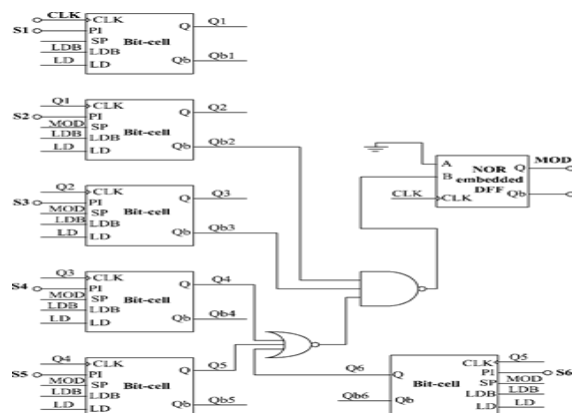 CLK
CLK Q Q1
S1 PI
SP Bit-cell
LDB LDB
LD LD Qb Qb1
Q1 CLK Q Q2
S2 PI
MOD SP Bit-cell
LDB LDB
LD LD Qb Qb2
Q2 CLK Q Q3
S3 PI
MOD SP Bit-cell
LDB LDB
LD LD Qb Qb3
Q3 CLK Q Q4
S4 PI
MOD SP Bit-cell
LDB LDB
LD LD Qb Qb4
Q4 CLK Q Q5
S5 PI
MOD SP Bit-cell
LDB LDB
LD LD Qb Qb5
A Q MOD
NOR
B embedded
DFF
CLK CLK Qb
Q5
CLK
Q6 Q PI S6
SP MOD
Bit-cell
Qb6 Qb LDB LDB
LD LD